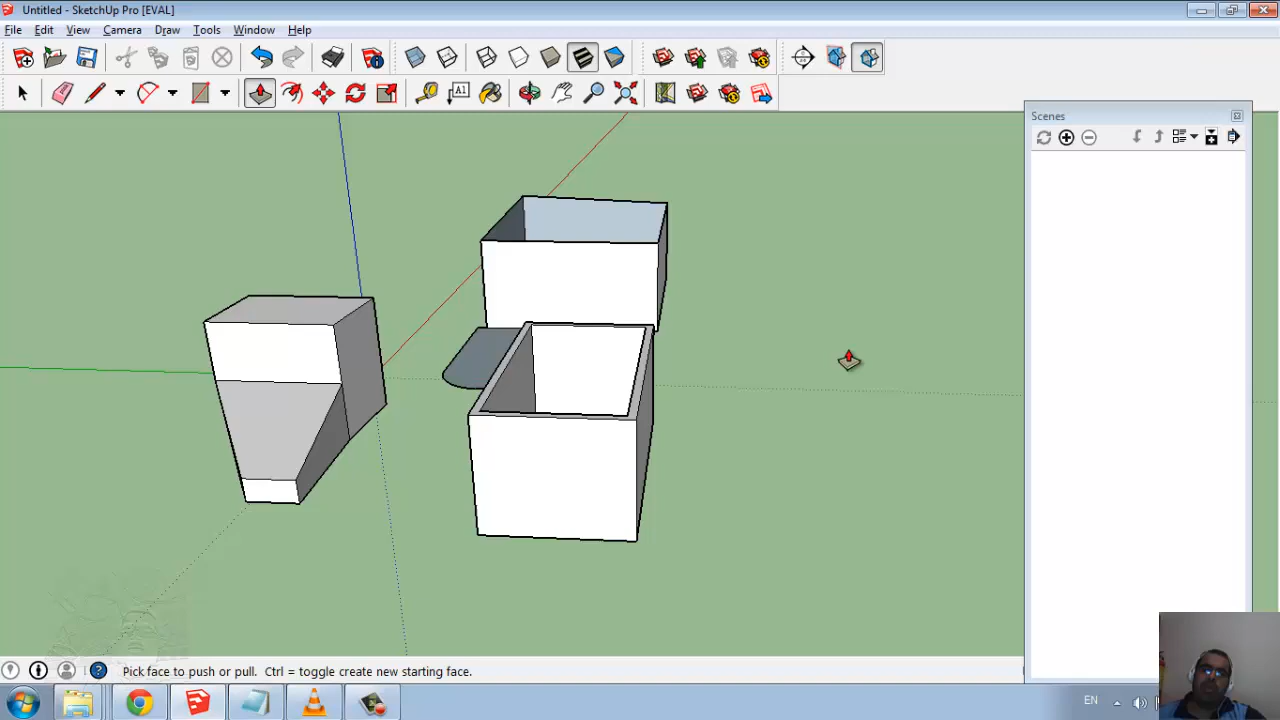 Untitled - SketchUp Pro [EVAL]
File Edit View Camera Draw Tools Window Help
A1
Scenes
Pick face to push or pull. Ctrl = toggle create new starting face.
EN